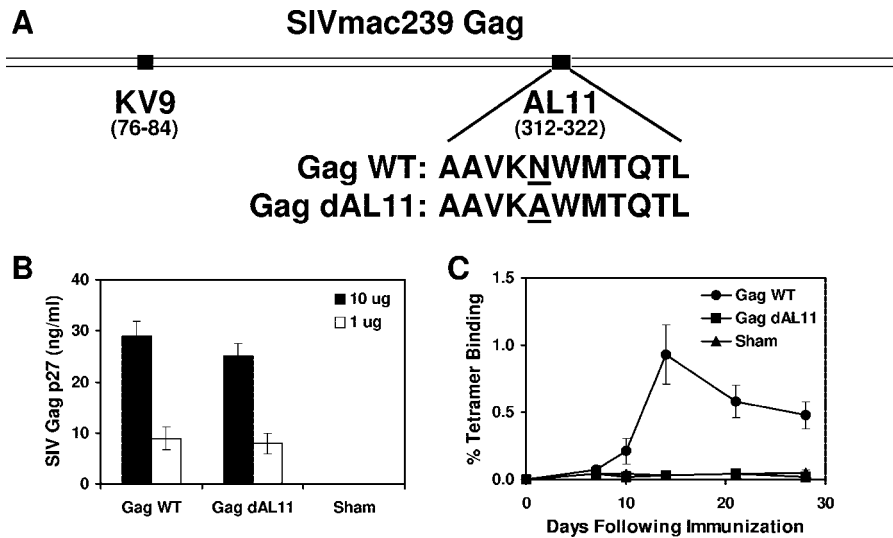 A
SIVmac239 Gag
KV9
(76-84)
AL11
(312-322)
Gag WT: AAVKNWMTQTL
Gag dAL11: AAVKAWMTQTL
B
SIV Gag p27 (ng/ml)
40
30
20
10
0
10 ug
1 ug
Gag WT
Gag dAL11
Sham
C
% Tetramer Binding
1.5
1.0
0.5
0.0
Gag WT
Gag dAL11
Sham
0
10
20
30
Days Following Immunization